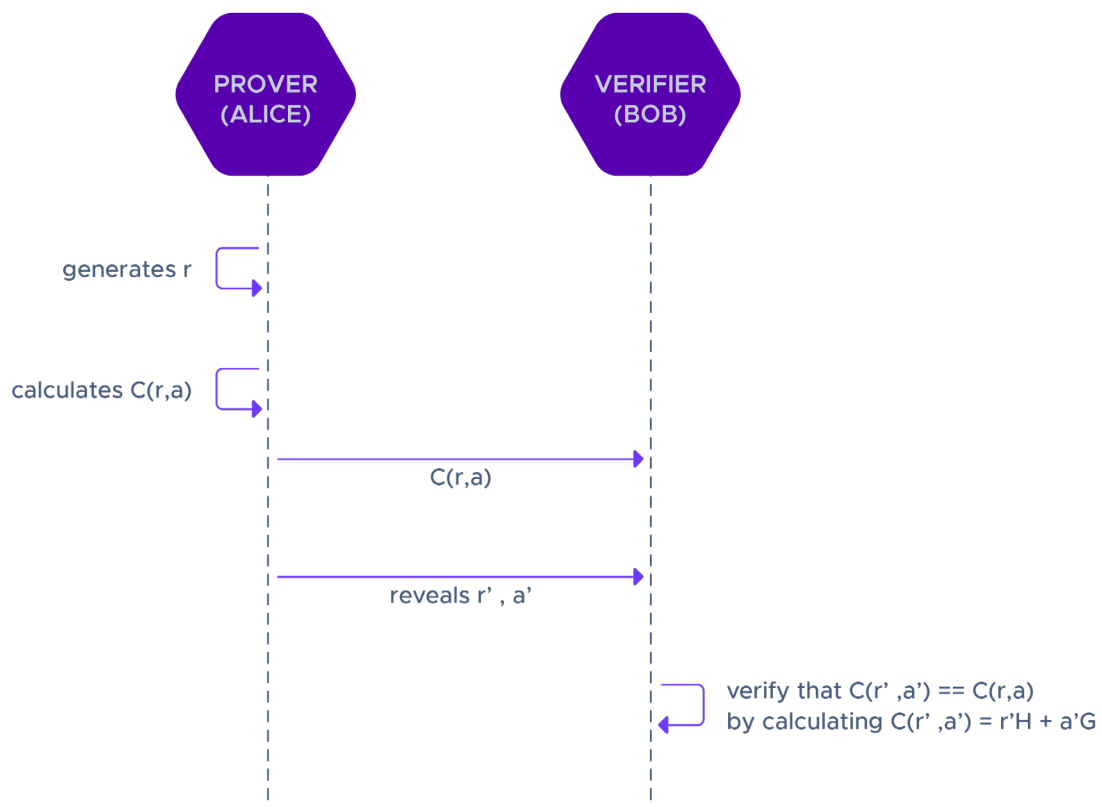 PROVER
(ALICE)
VERIFIER
(BOB)
generates r
calculates C(r,a)
C(r,a)
reveals r’ , a’
verify that C(r’ ,a’) == C(r,a)
by calculating C(r’ ,a’) = r’H + a’G